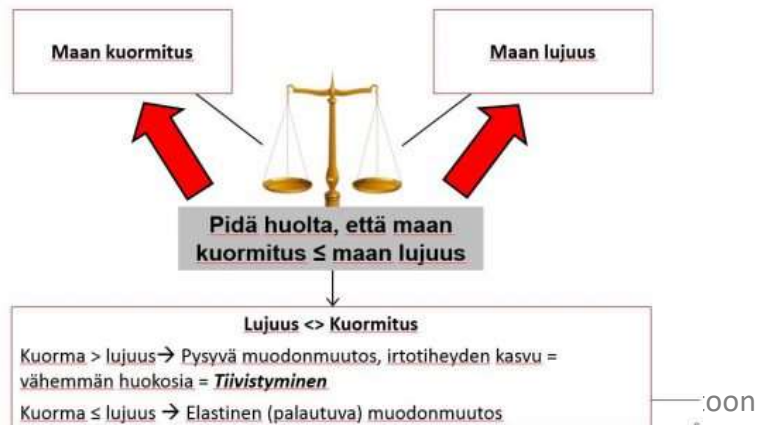 Maan kuormitus
Maan lujuus
Pidä huolta, että maan
kuormitus ≤ maan lujuus
Lujuus <> Kuormitus
Kuorma > lujuus→ Pysyvä muodonmuutos, irtotiheyden kasvu =
vähemmän huokosia = Tiivistyminen
Kuorma ≤ lujuus → Elastinen (palautuva) muodonmuutos